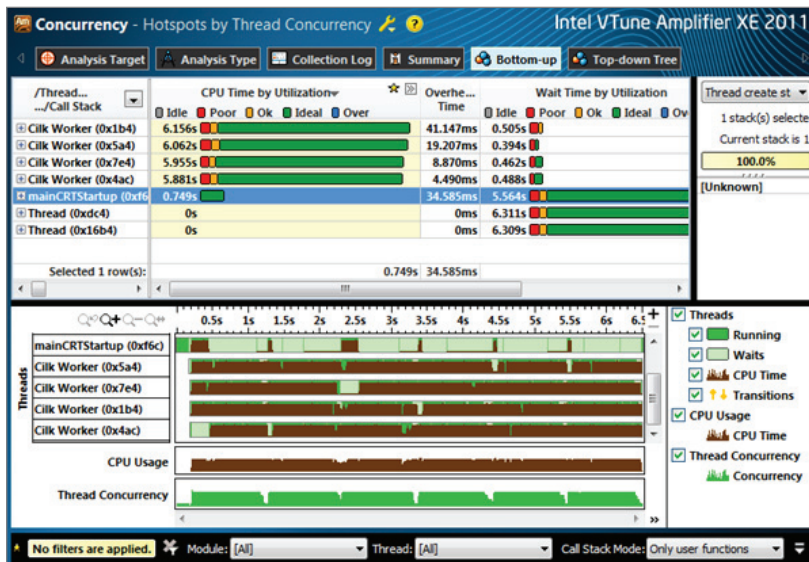 Concurrency - Hotspots by Thread Concurrency ? Intel VTune Amplifier XE 2011
Analysis Target Analysis Type Collection Log Summary Bottom-up Top-down Tree
/Thread... CPU Time by Utilization Overhe... Wait Time by Utilization
.../Call Stack Idle Poor Ok Ideal Over Time Idle Poor Ok Ideal Ov
Cilk Worker (0x1b4) 6.156s 41.147ms 0.505s
Cilk Worker (0x5a4) 6.062s 19.207ms 0.394s
Cilk Worker (0x7e4) 5.955s 8.870ms 0.462s
Cilk Worker (0x4ac) 5.881s 4.490ms 0.488s
mainCRTStartup (0xf6 0.749s 34.585ms 5.564s
Thread (0xdc4) 0s 0ms 6.311s
Thread (0x16b4) 0s 0ms 6.309s
Selected 1 row(s): 0.749s 34.585ms
Thread create st
1 stack(s) selecte
Current stack is 1
100.0%
[Unknown]
0.5s 1s 1.5s 2s 2.5s 3s 3.5s 4s 4.5s 5s 5.5s 6s 6.5
Threads
mainCRTStartup (0xf6c)
Cilk Worker (0x5a4)
Cilk Worker (0x7e4)
Cilk Worker (0x1b4)
Cilk Worker (0x4ac)
CPU Usage
Thread Concurrency
Threads
Running
Waits
CPU Time
Transitions
CPU Usage
CPU Time
Thread Concurrency
Concurrency
No filters are applied. Module: [All] Thread: [All] Call Stack Mode: Only user functions